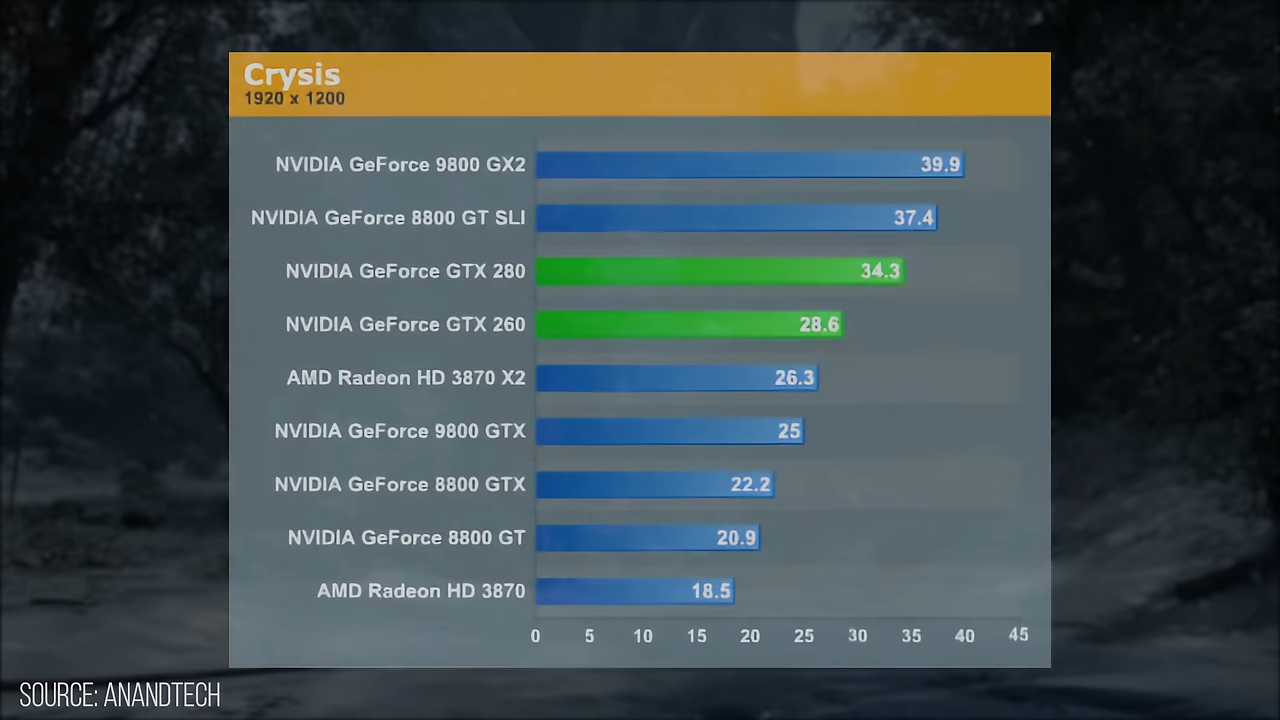 Crysis
1920 x 1200
NVIDIA GeForce 9800 GX2 39.9
NVIDIA GeForce 8800 GT SLI 37.4
NVIDIA GeForce GTX 280 34.3
NVIDIA GeForce GTX 260 28.6
AMD Radeon HD 3870 X2 26.3
NVIDIA GeForce 9800 GTX 25
NVIDIA GeForce 8800 GTX 22.2
NVIDIA GeForce 8800 GT 20.9
AMD Radeon HD 3870 18.5
0 5 10 15 20 25 30 35 40 45
SOURCE: ANANDTECH